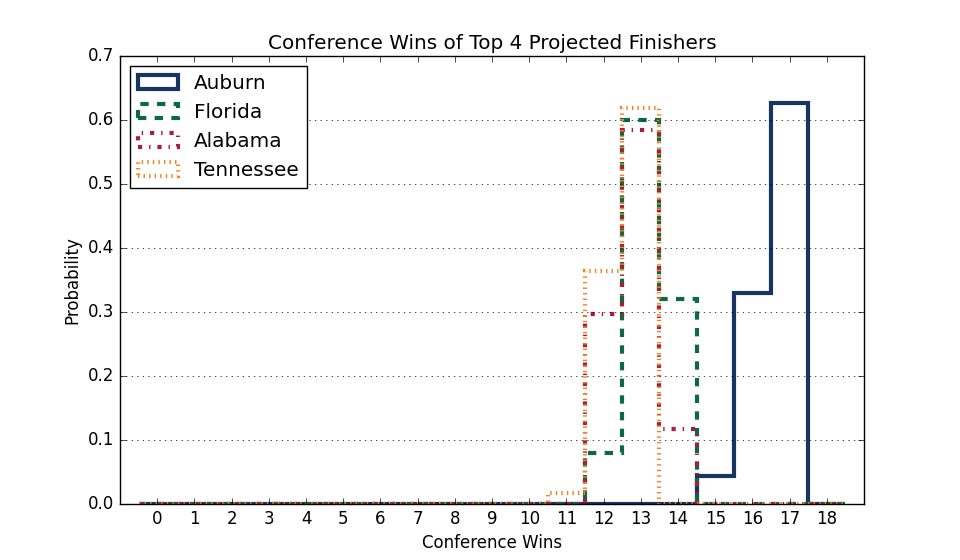 Conference Wins of Top 4 Projected Finishers
0.7
0.6
0.5
0.4
0.3
0.2
0.1
0.0
Probability
Auburn
Florida
Alabama
Tennessee
0 1 2 3 4 5 6 7 8 9 10 11 12 13 14 15 16 17 18
Conference Wins